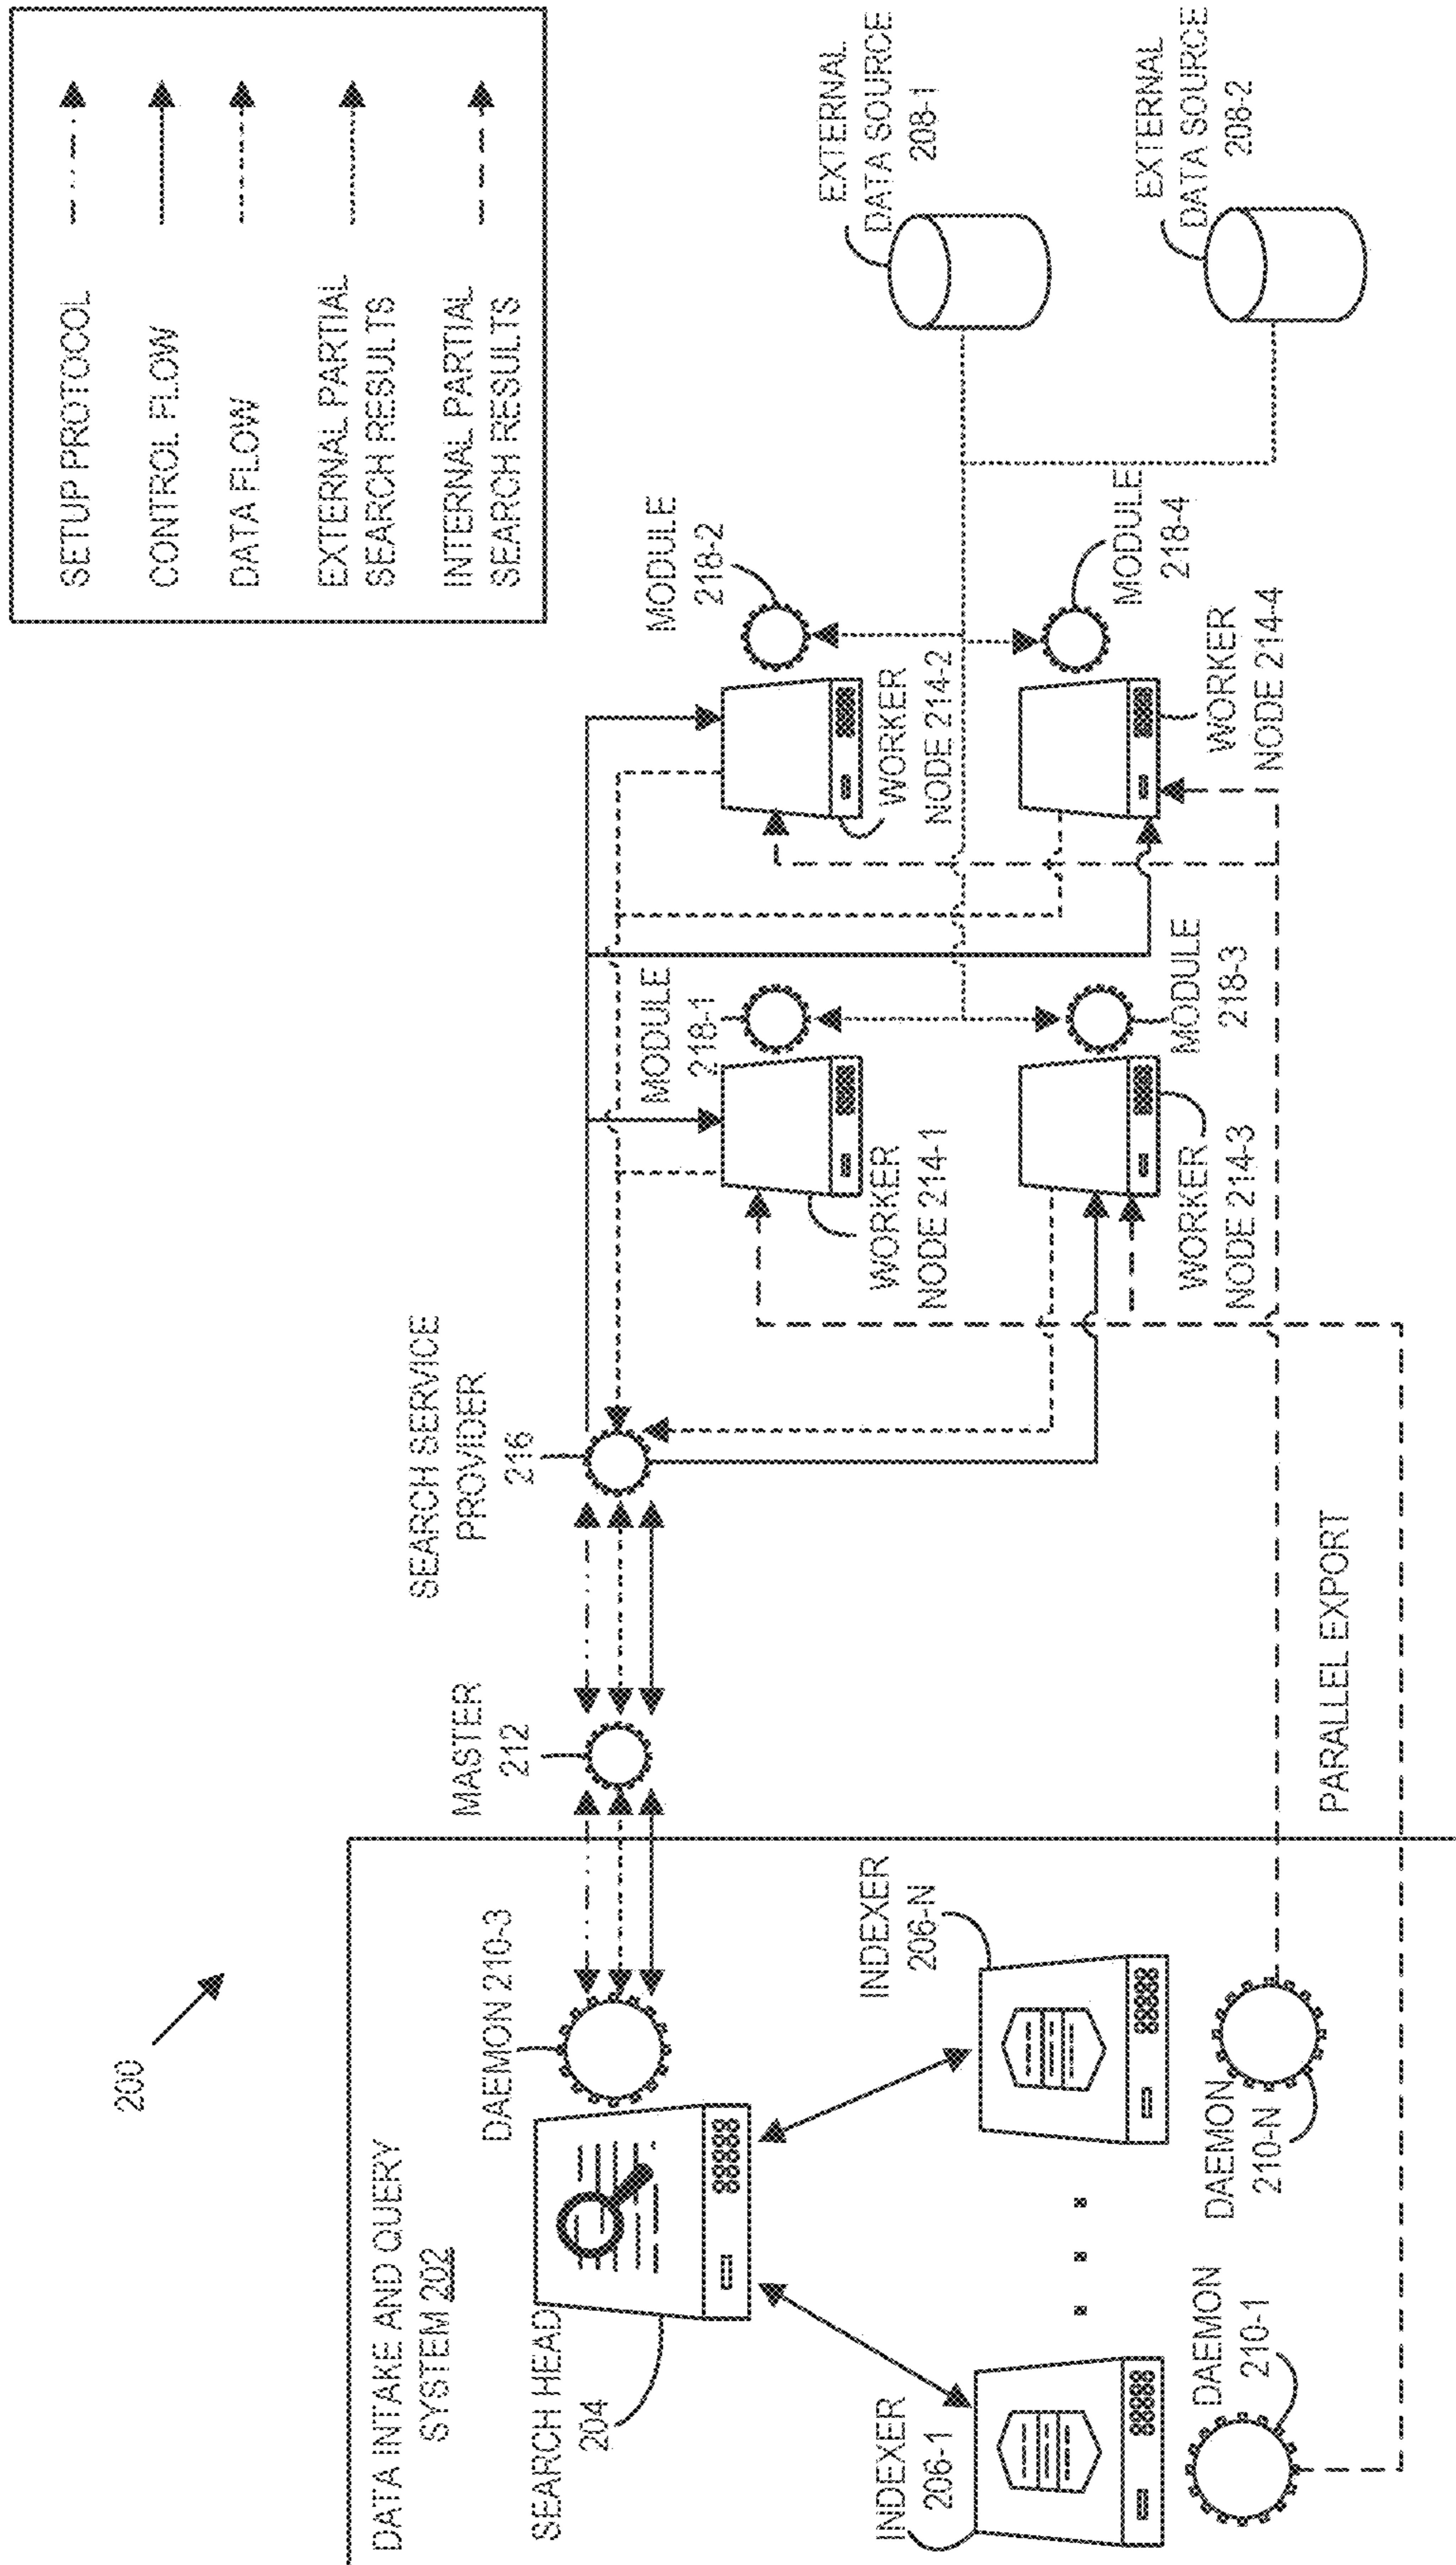 200
DATA INTAKE AND QUERY
SYSTEM 202
SEARCH HEAD
204
DAEMON 210-3
MASTER
212
SEARCH SERVICE
PROVIDER
216
INDEXER
206-1
INDEXER
206-N
DAEMON
210-1
DAEMON
210-N
PARALLEL EXPORT
MODULE
218-1
MODULE
218-2
WORKER
NODE 214-1
WORKER
NODE 214-2
WORKER
NODE 214-3
MODULE
218-3
WORKER
NODE 214-4
MODULE
218-4
EXTERNAL
DATA SOURCE
208-1
EXTERNAL
DATA SOURCE
208-2
SETUP PROTOCOL
CONTROL FLOW
DATA FLOW
EXTERNAL PARTIAL
SEARCH RESULTS
INTERNAL PARTIAL
SEARCH RESULTS